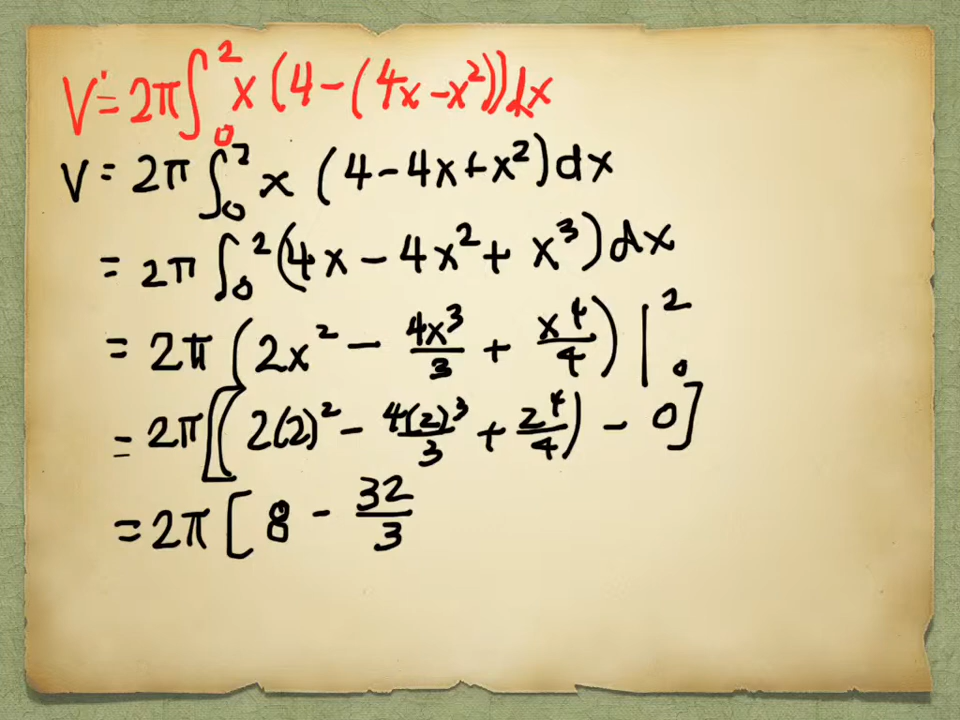 V = 2π∫₀² x (4 – (4x – x²)) dx
V = 2π ∫₀² x (4 – 4x + x²) dx
= 2π ∫₀² (4x – 4x² + x³) dx
= 2π (2x² – 4x³/3 + x⁴/4) |₀²
= 2π [(2(2)² – 4(2)³/3 + 2⁴/4) – 0]
= 2π [ 8 – 32/3